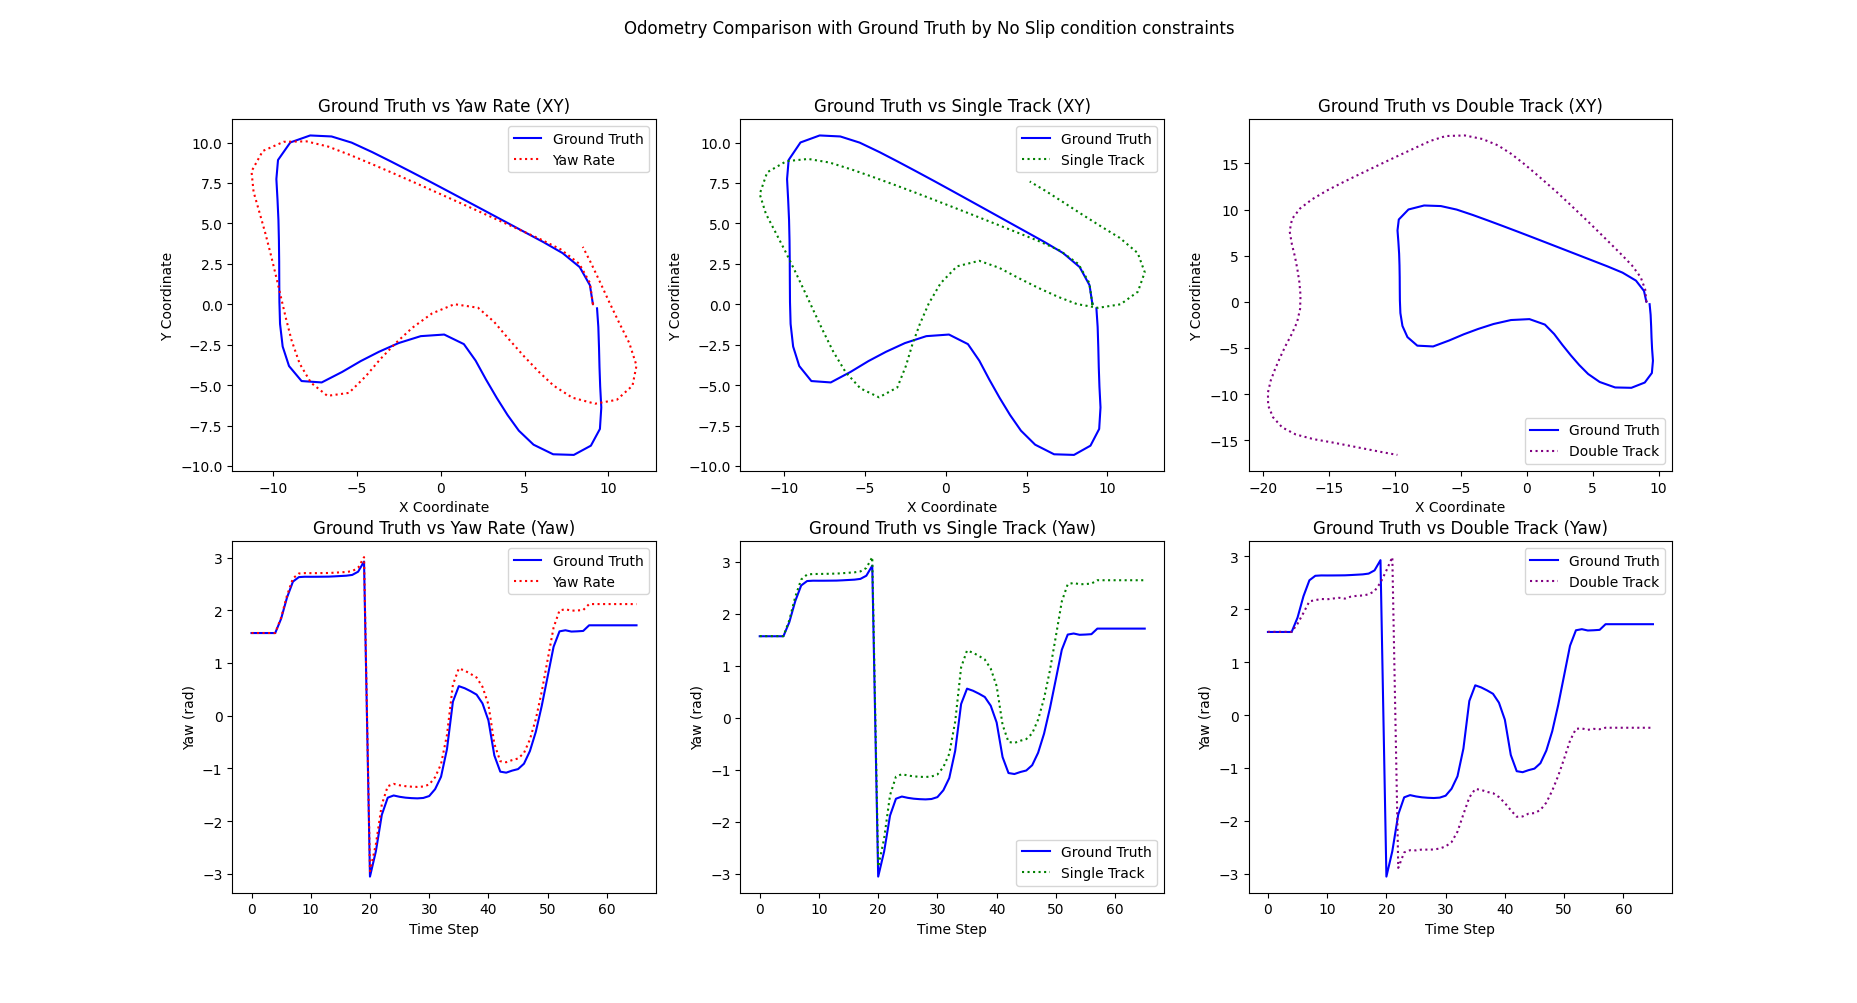 Odometry Comparison with Ground Truth by No Slip condition constraints
Ground Truth vs Yaw Rate (XY)
Ground Truth
Yaw Rate
Y Coordinate
10.0
7.5
5.0
2.5
0.0
−2.5
−5.0
−7.5
−10.0
−10
−5
0
5
10
X Coordinate
Ground Truth vs Single Track (XY)
Ground Truth
Single Track
Y Coordinate
10.0
7.5
5.0
2.5
0.0
−2.5
−5.0
−7.5
−10.0
−10
−5
0
5
10
X Coordinate
Ground Truth vs Double Track (XY)
Ground Truth
Double Track
Y Coordinate
15
10
5
0
−5
−10
−15
−20
−15
−10
−5
0
5
10
X Coordinate
Ground Truth vs Yaw Rate (Yaw)
Ground Truth
Yaw Rate
Yaw (rad)
3
2
1
0
−1
−2
−3
0
10
20
30
40
50
60
Time Step
Ground Truth vs Single Track (Yaw)
Ground Truth
Single Track
Yaw (rad)
3
2
1
0
−1
−2
−3
0
10
20
30
40
50
60
Time Step
Ground Truth vs Double Track (Yaw)
Ground Truth
Double Track
Yaw (rad)
3
2
1
0
−1
−2
−3
0
10
20
30
40
50
60
Time Step